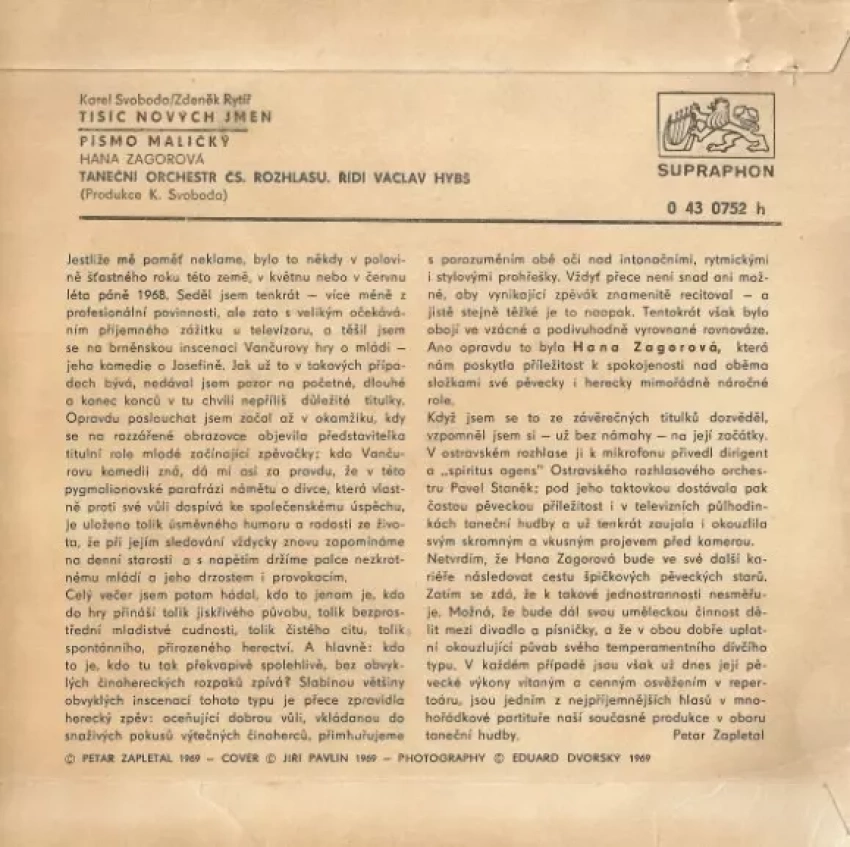 Karel Svoboda/Zdeněk Rytíř
TISÍC NOVÝCH JMEN
PÍSMO MALIČKÝ
HANA ZAGOROVÁ
TANEČNÍ ORCHESTR ČS. ROZHLASU. ŘÍDÍ VÁCLAV HYBŠ
(Produkce K. Svoboda)
SUPRAPHON
0 43 0752 h
Jestliže mě paměť neklame, bylo to někdy v polovi-
ně šťastného roku této země, v květnu nebo v červnu
léta páně 1968. Seděl jsem tenkrát – více méně z
profesionální povinnosti, ale zato s velikým očekává-
ním příjemného zážitku u televizoru, a těšil jsem
se na brněnskou inscenaci Vančurovy hry o mládí –
jeho komedie o Josefině. Jak už to v takových přípa-
dech bývá, nedával jsem pozor na početné, dlouhé
a konec konců v tu chvíli nepříliš důležité titulky.
Opravdu poslouchat jsem začal až v okamžiku, kdy
se na rozzářené obrazovce objevila představitelka
titulní role mladé začínající zpěvačky: kdo Vanču-
rovu komedii zná, dá mi asi za pravdu, že v této
pygmalionovské parafrázi námětu o dívce, která vlast-
ně proti své vůli dospívá ke společenskému úspěchu,
je uloženo tolik úsměvného humoru a radosti ze živo-
ta, že při jejím sledování vždycky znovu zapomínáme
na denní starosti a s napětím držíme palce nezkrot-
nému mládí a jeho drzostem i provokacím.
Celý večer jsem potom hádal, kdo to jenom je, kdo
do hry přináší tolik jiskřivého půvabu, tolik bezpros-
třední mladistvé cudnosti, tolik čistého citu, tolik
spontánního, přirozeného herectví. A hlavně: kdo
to je, kdo tu tak překvapivě spolehlivě, bez obvyk-
lých činohereckých rozpaků zpívá? Slabinou většiny
obvyklých inscenací tohoto typu je přece zpravidla
herecký zpěv: oceňující dobrou vůli, vkládanou do
snaživých pokusů výtečných činoherců, přimhuřujeme
s porozuměním obě oči nad intonačními, rytmickými
i stylovými prohřešky. Vždyť přece není snad ani mož-
né, aby vynikající zpěvák znamenitě recitoval – a
jistě stejně těžké je to naopak. Tentokrát však bylo
obojí ve vzácné a podivuhodně vyrovnané rovnováze.
Ano opravdu to byla Hana Zagorová, která
nám poskytla příležitost k spokojenosti nad oběma
složkami své pěvecky i herecky mimořádně náročné
role.
Když jsem se to ze závěrečných titulků dozvěděl,
vzpomněl jsem si – už bez námahy – na její začátky.
V ostravském rozhlase ji k mikrofonu přivedl dirigent
a „spiritus agens" Ostravského rozhlasového orches-
tru Pavel Staněk; pod jeho taktovkou dostávala pak
častou pěveckou příležitost i v televizních půlhodin-
kách taneční hudby a už tenkrát zaujala i okouzlila
svým skromným a vkusným projevem před kamerou.
Netvrdím, že Hana Zagorová bude ve své další ka-
riéře následovat cestu špičkových pěveckých starů.
Zatím se zdá, že k takové jednostrannosti nesměřu-
je. Možná, že bude dál svou uměleckou činnost dě-
lit mezi divadlo a písničky, a že v obou dobře uplat-
ní okouzlující půvab svého temperamentního dívčího
typu. V každém případě jsou však už dnes její pě-
vecké výkony vítaným a cenným osvěžením v reper-
toáru, jsou jedním z nejpříjemnějších hlasů v mno-
hořádkové partituře naší současné produkce v oboru
taneční hudby. Petar Zapletal
© PETAR ZAPLETAL 1969 – COVER © JIŘÍ PAVLIN 1969 – PHOTOGRAPHY © EDUARD DVORSKÝ 1969